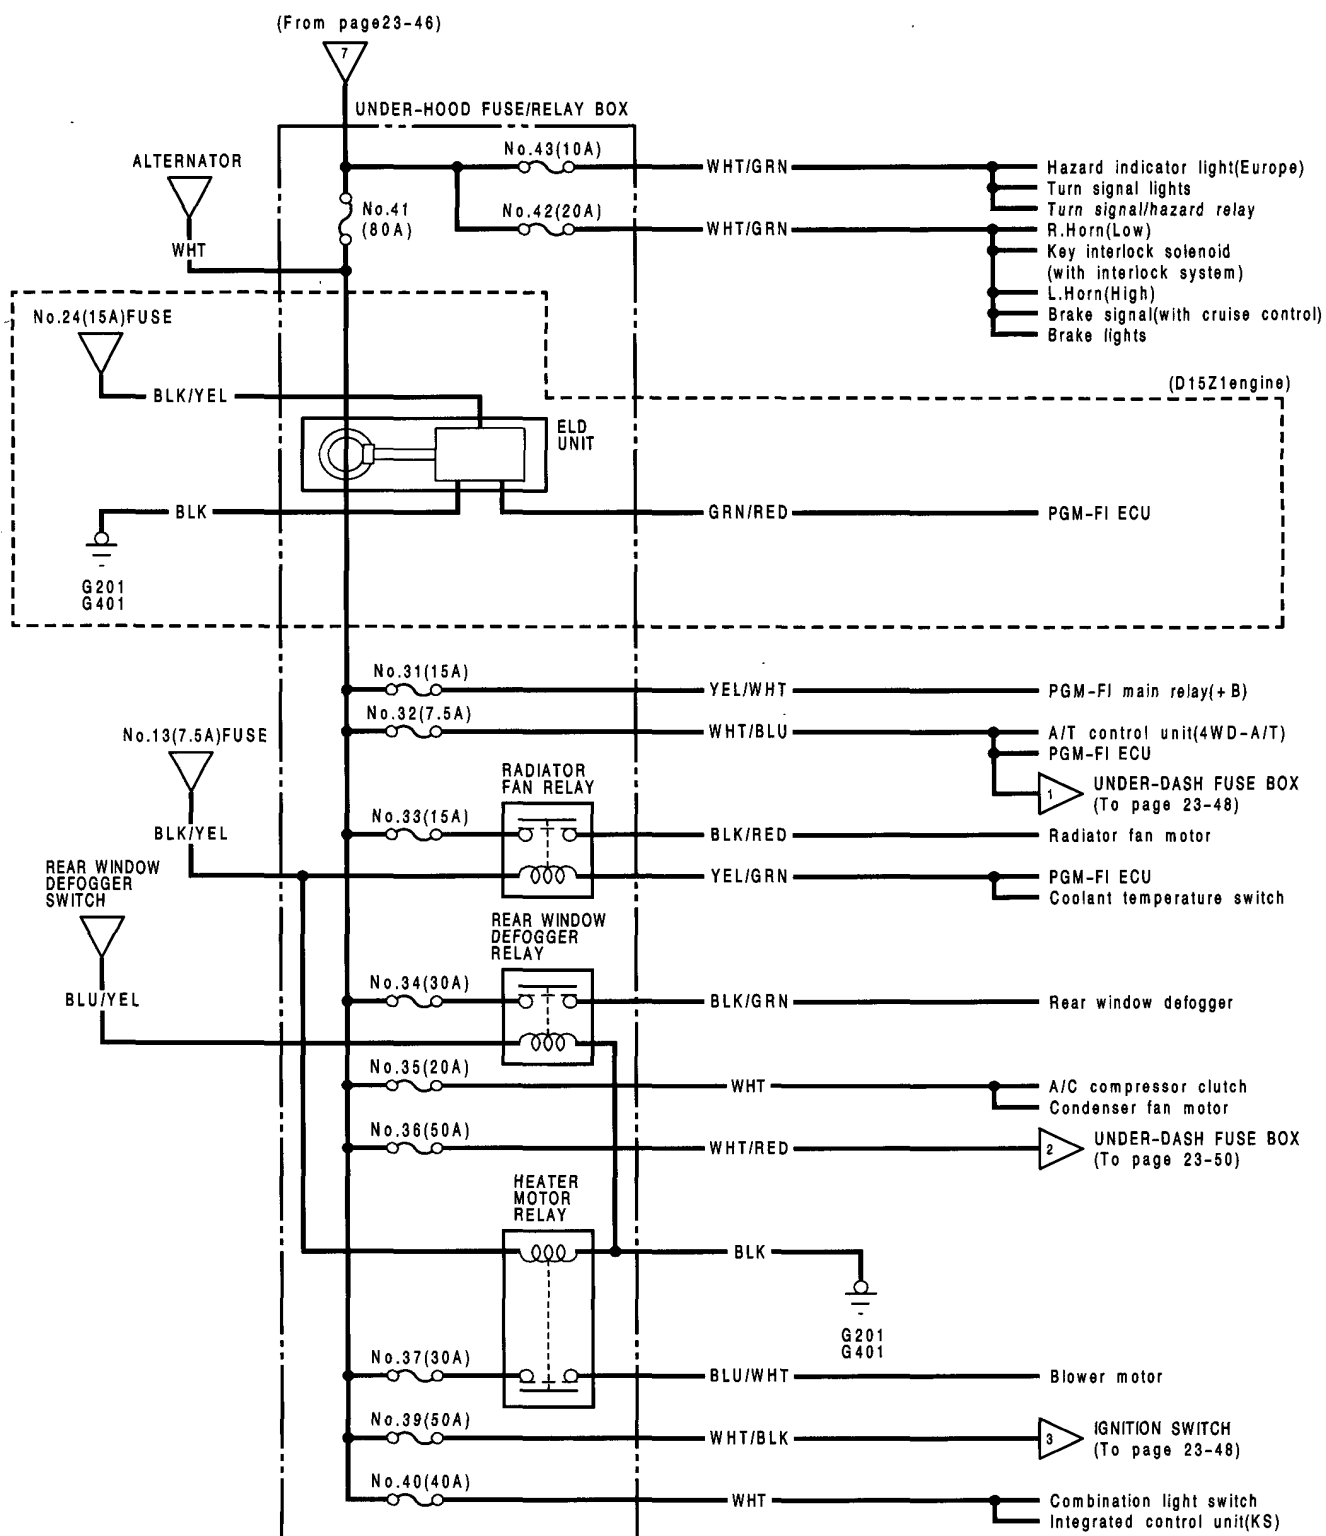 (From page23-46)
7
UNDER-HOOD FUSE/RELAY BOX
ALTERNATOR
WHT
No.41
(80A)
No.43(10A)
WHT/GRN
Hazard indicator light(Europe)
Turn signal lights
Turn signal/hazard relay
No.42(20A)
WHT/GRN
R.Horn(Low)
Key interlock solenoid
(with interlock system)
L.Horn(High)
Brake signal(with cruise control)
Brake lights
No.24(15A)FUSE
BLK/YEL
(D15Z1engine)
ELD
UNIT
BLK
GRN/RED
PGM-FI ECU
G201
G401
No.31(15A)
YEL/WHT
PGM-FI main relay(+B)
No.32(7.5A)
WHT/BLU
A/T control unit(4WD-A/T)
PGM-FI ECU
1
UNDER-DASH FUSE BOX
(To page 23-48)
No.13(7.5A)FUSE
BLK/YEL
RADIATOR
FAN RELAY
No.33(15A)
BLK/RED
Radiator fan motor
YEL/GRN
PGM-FI ECU
Coolant temperature switch
REAR WINDOW
DEFOGGER
SWITCH
BLU/YEL
REAR WINDOW
DEFOGGER
RELAY
No.34(30A)
BLK/GRN
Rear window defogger
No.35(20A)
WHT
A/C compressor clutch
Condenser fan motor
No.36(50A)
WHT/RED
2
UNDER-DASH FUSE BOX
(To page 23-50)
HEATER
MOTOR
RELAY
BLK
G201
G401
No.37(30A)
BLU/WHT
Blower motor
No.39(50A)
WHT/BLK
3
IGNITION SWITCH
(To page 23-48)
No.40(40A)
WHT
Combination light switch
Integrated control unit(KS)